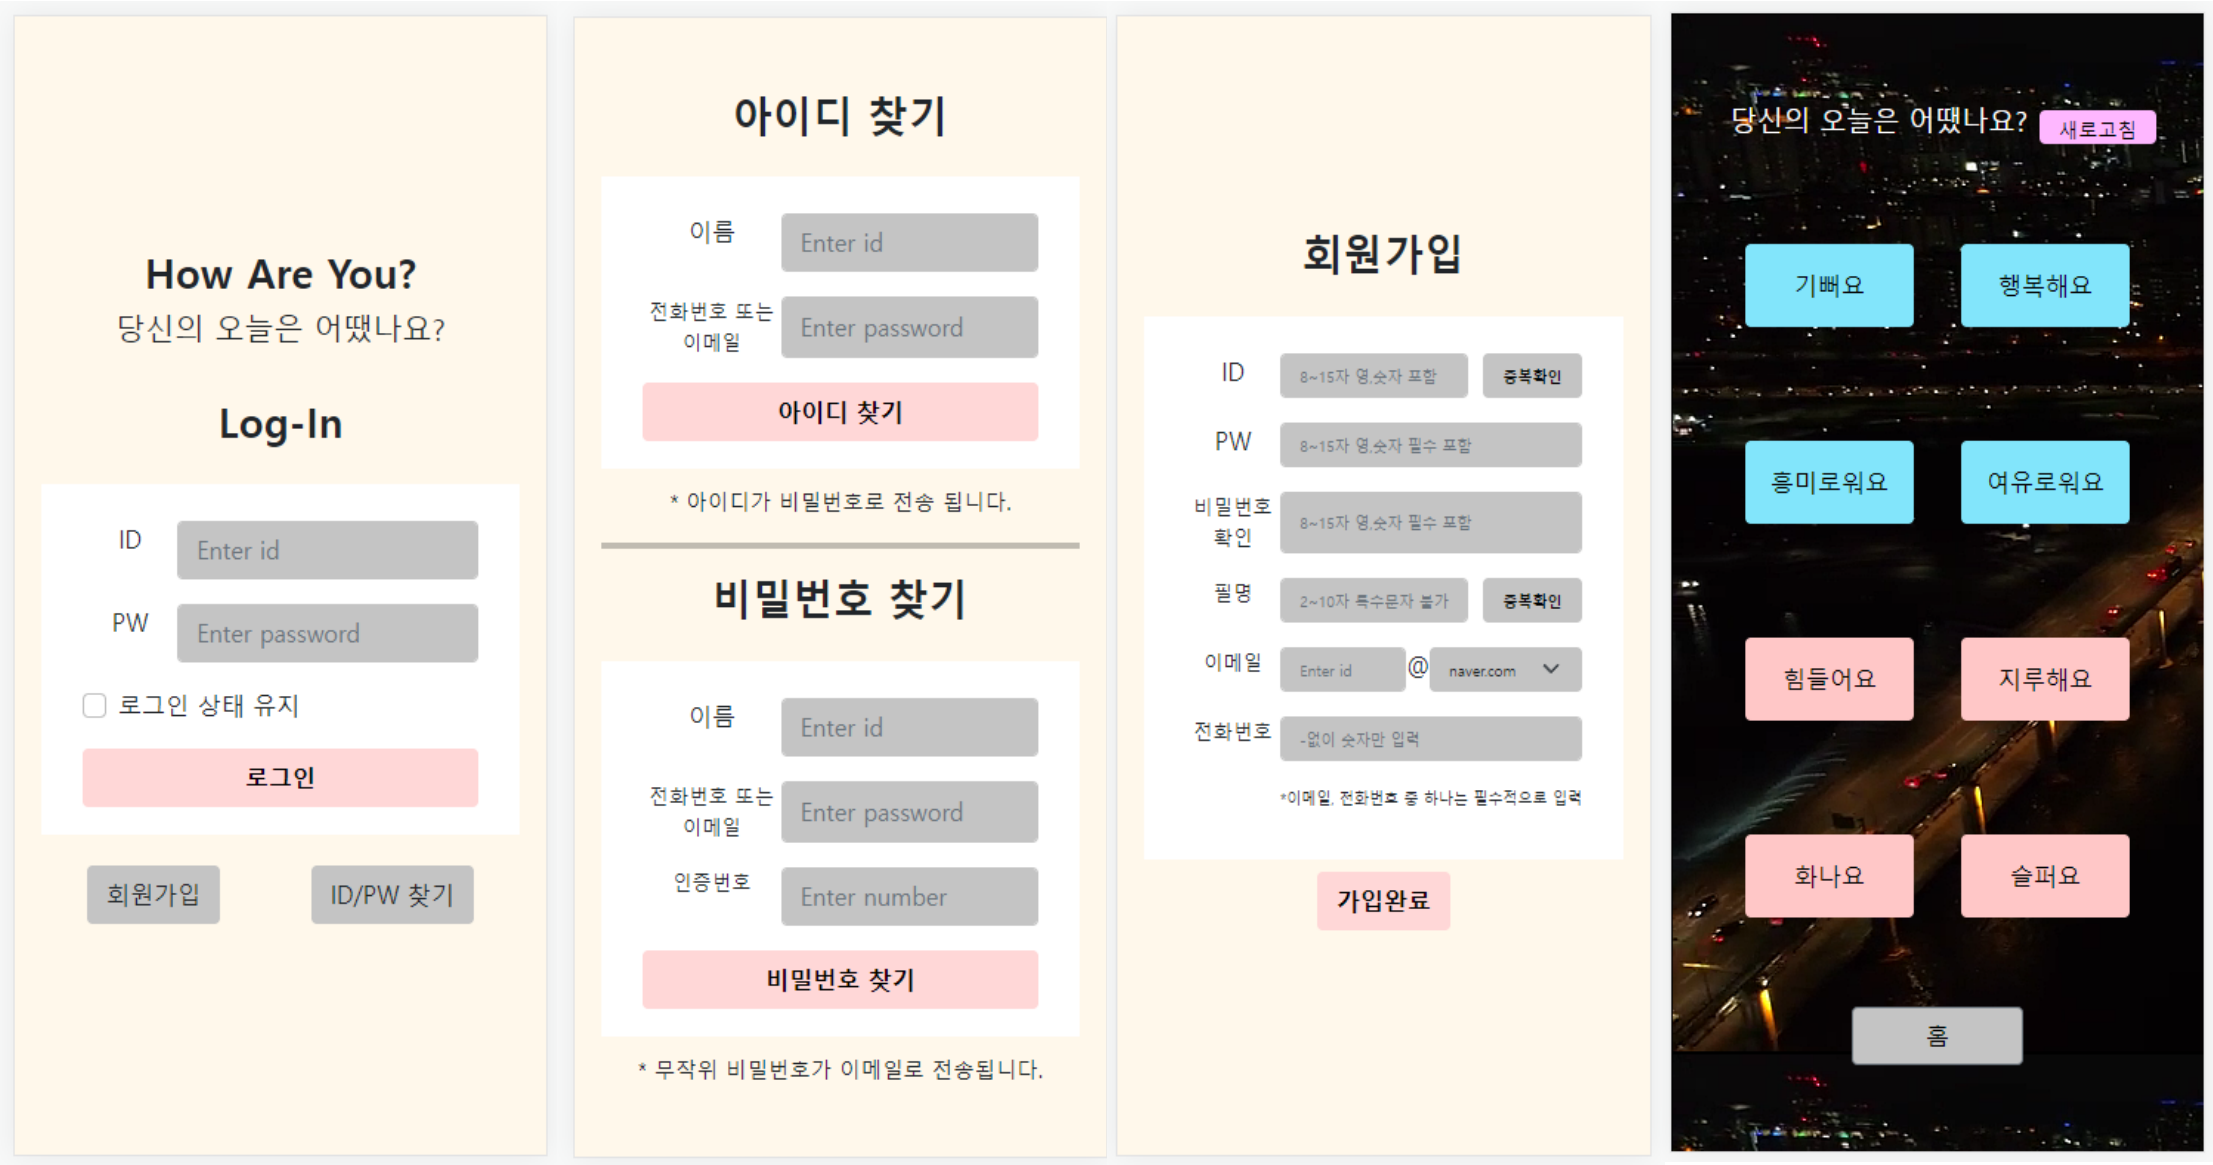 How Are You?
당신의 오늘은 어땠나요?
Log-In
ID
Enter id
PW
Enter password
로그인 상태 유지
로그인
회원가입
ID/PW 찾기
아이디 찾기
이름
Enter id
전화번호 또는
이메일
Enter password
아이디 찾기
* 아이디가 비밀번호로 전송 됩니다.
비밀번호 찾기
이름
Enter id
전화번호 또는
이메일
Enter password
인증번호
Enter number
비밀번호 찾기
* 무작위 비밀번호가 이메일로 전송됩니다.
회원가입
ID
8~15자 영,숫자 포함
중복확인
PW
8~15자 영,숫자 필수 포함
비밀번호
확인
8~15자 영,숫자 필수 포함
필명
2~10자 특수문자 불가
중복확인
이메일
Enter id
@
naver.com
전화번호
-없이 숫자만 입력
*이메일, 전화번호 중 하나는 필수적으로 입력
가입완료
당신의 오늘은 어땠나요?
새로고침
기뻐요
행복해요
흥미로워요
여유로워요
힘들어요
지루해요
화나요
슬퍼요
홈